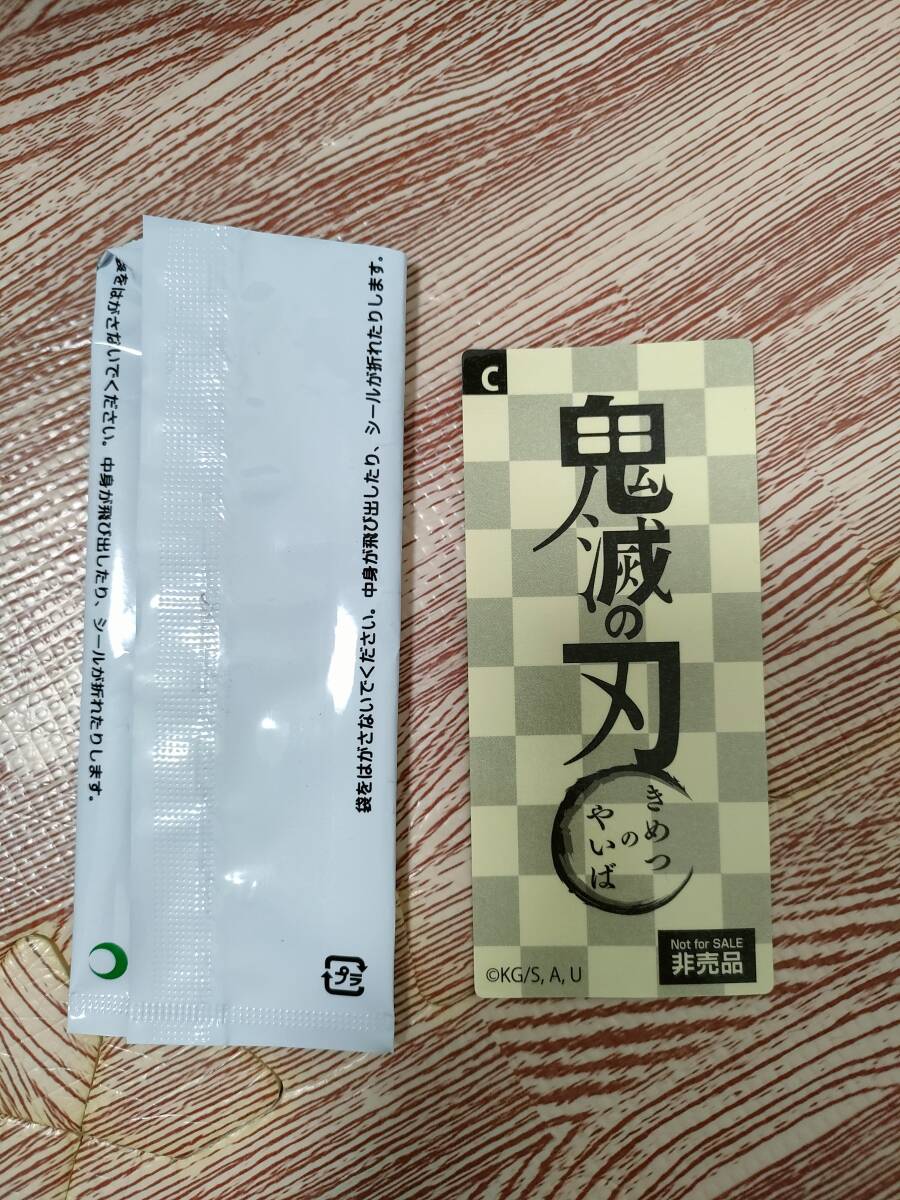 袋をはがさないでください。中身が飛び出したり、シールが折れたりします。
袋をはがさないでください。中身が飛び出したり、シールが折れたりします。
プラ
C
鬼滅の刃
きめつ
の
やいば
Not for SALE
非売品
©KG/S, A, U